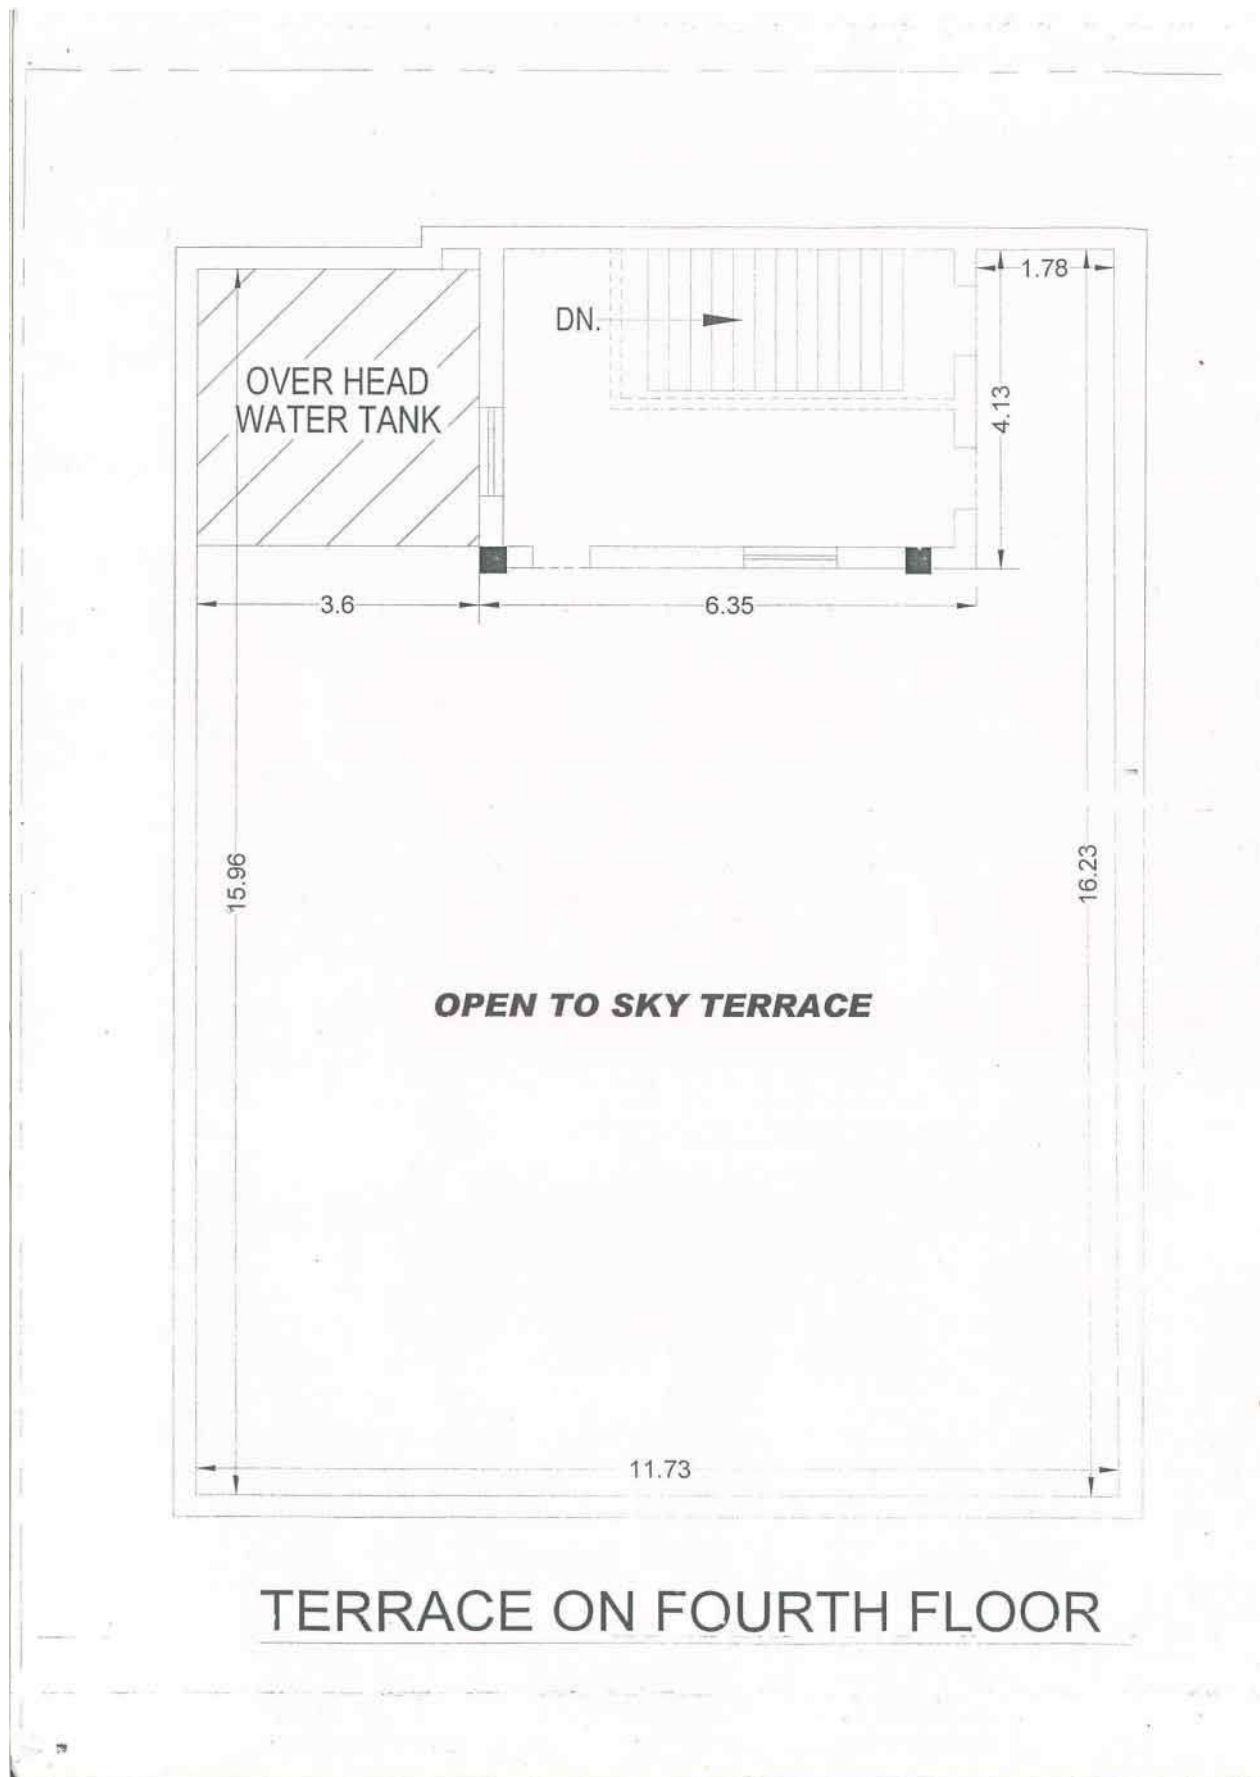 1.78
DN.
OVER HEAD
WATER TANK
4.13
3.6
6.35
15.96
16.23
OPEN TO SKY TERRACE
11.73
TERRACE ON FOURTH FLOOR